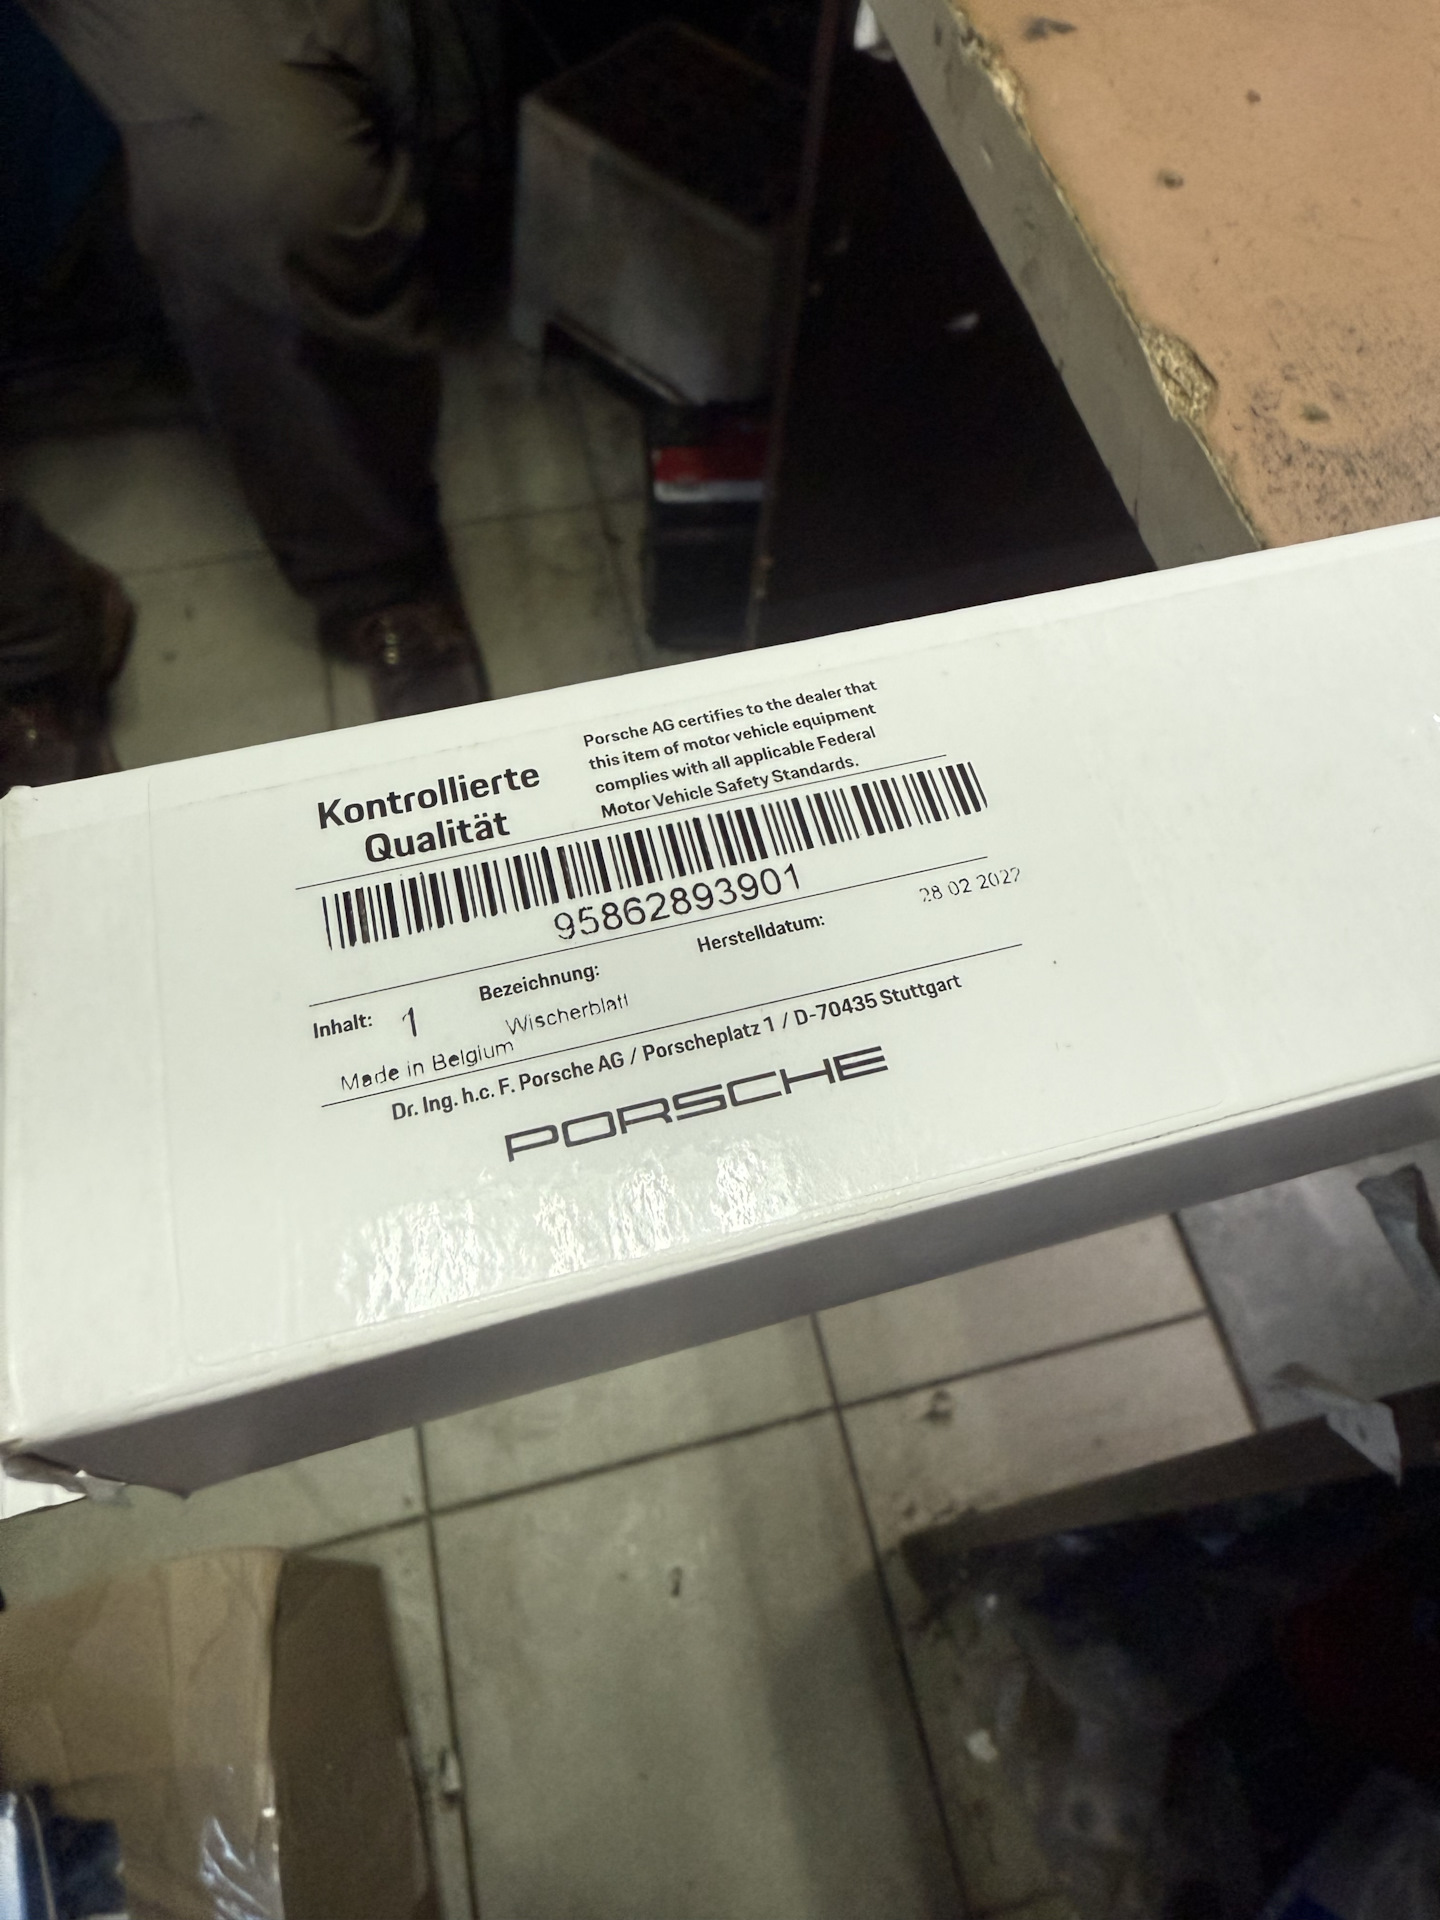 Kontrollierte
Qualität
Porsche AG certifies to the dealer that
this item of motor vehicle equipment
complies with all applicable Federal
Motor Vehicle Safety Standards.
95862893901
Inhalt: 1
Bezeichnung:
Wischerblatt
Herstelldatum:
28 02 2022
Made in Belgium
Dr. Ing. h.c. F. Porsche AG / Porscheplatz 1 / D-70435 Stuttgart
PORSCHE